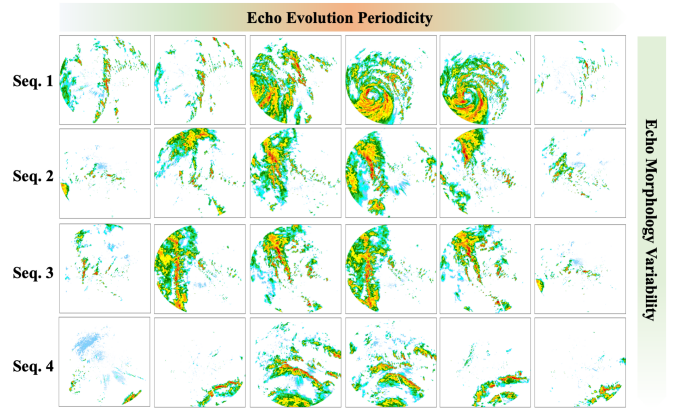 Echo Evolution Periodicity
Seq. 1
Seq. 2
Seq. 3
Seq. 4
Echo Morphology Variability